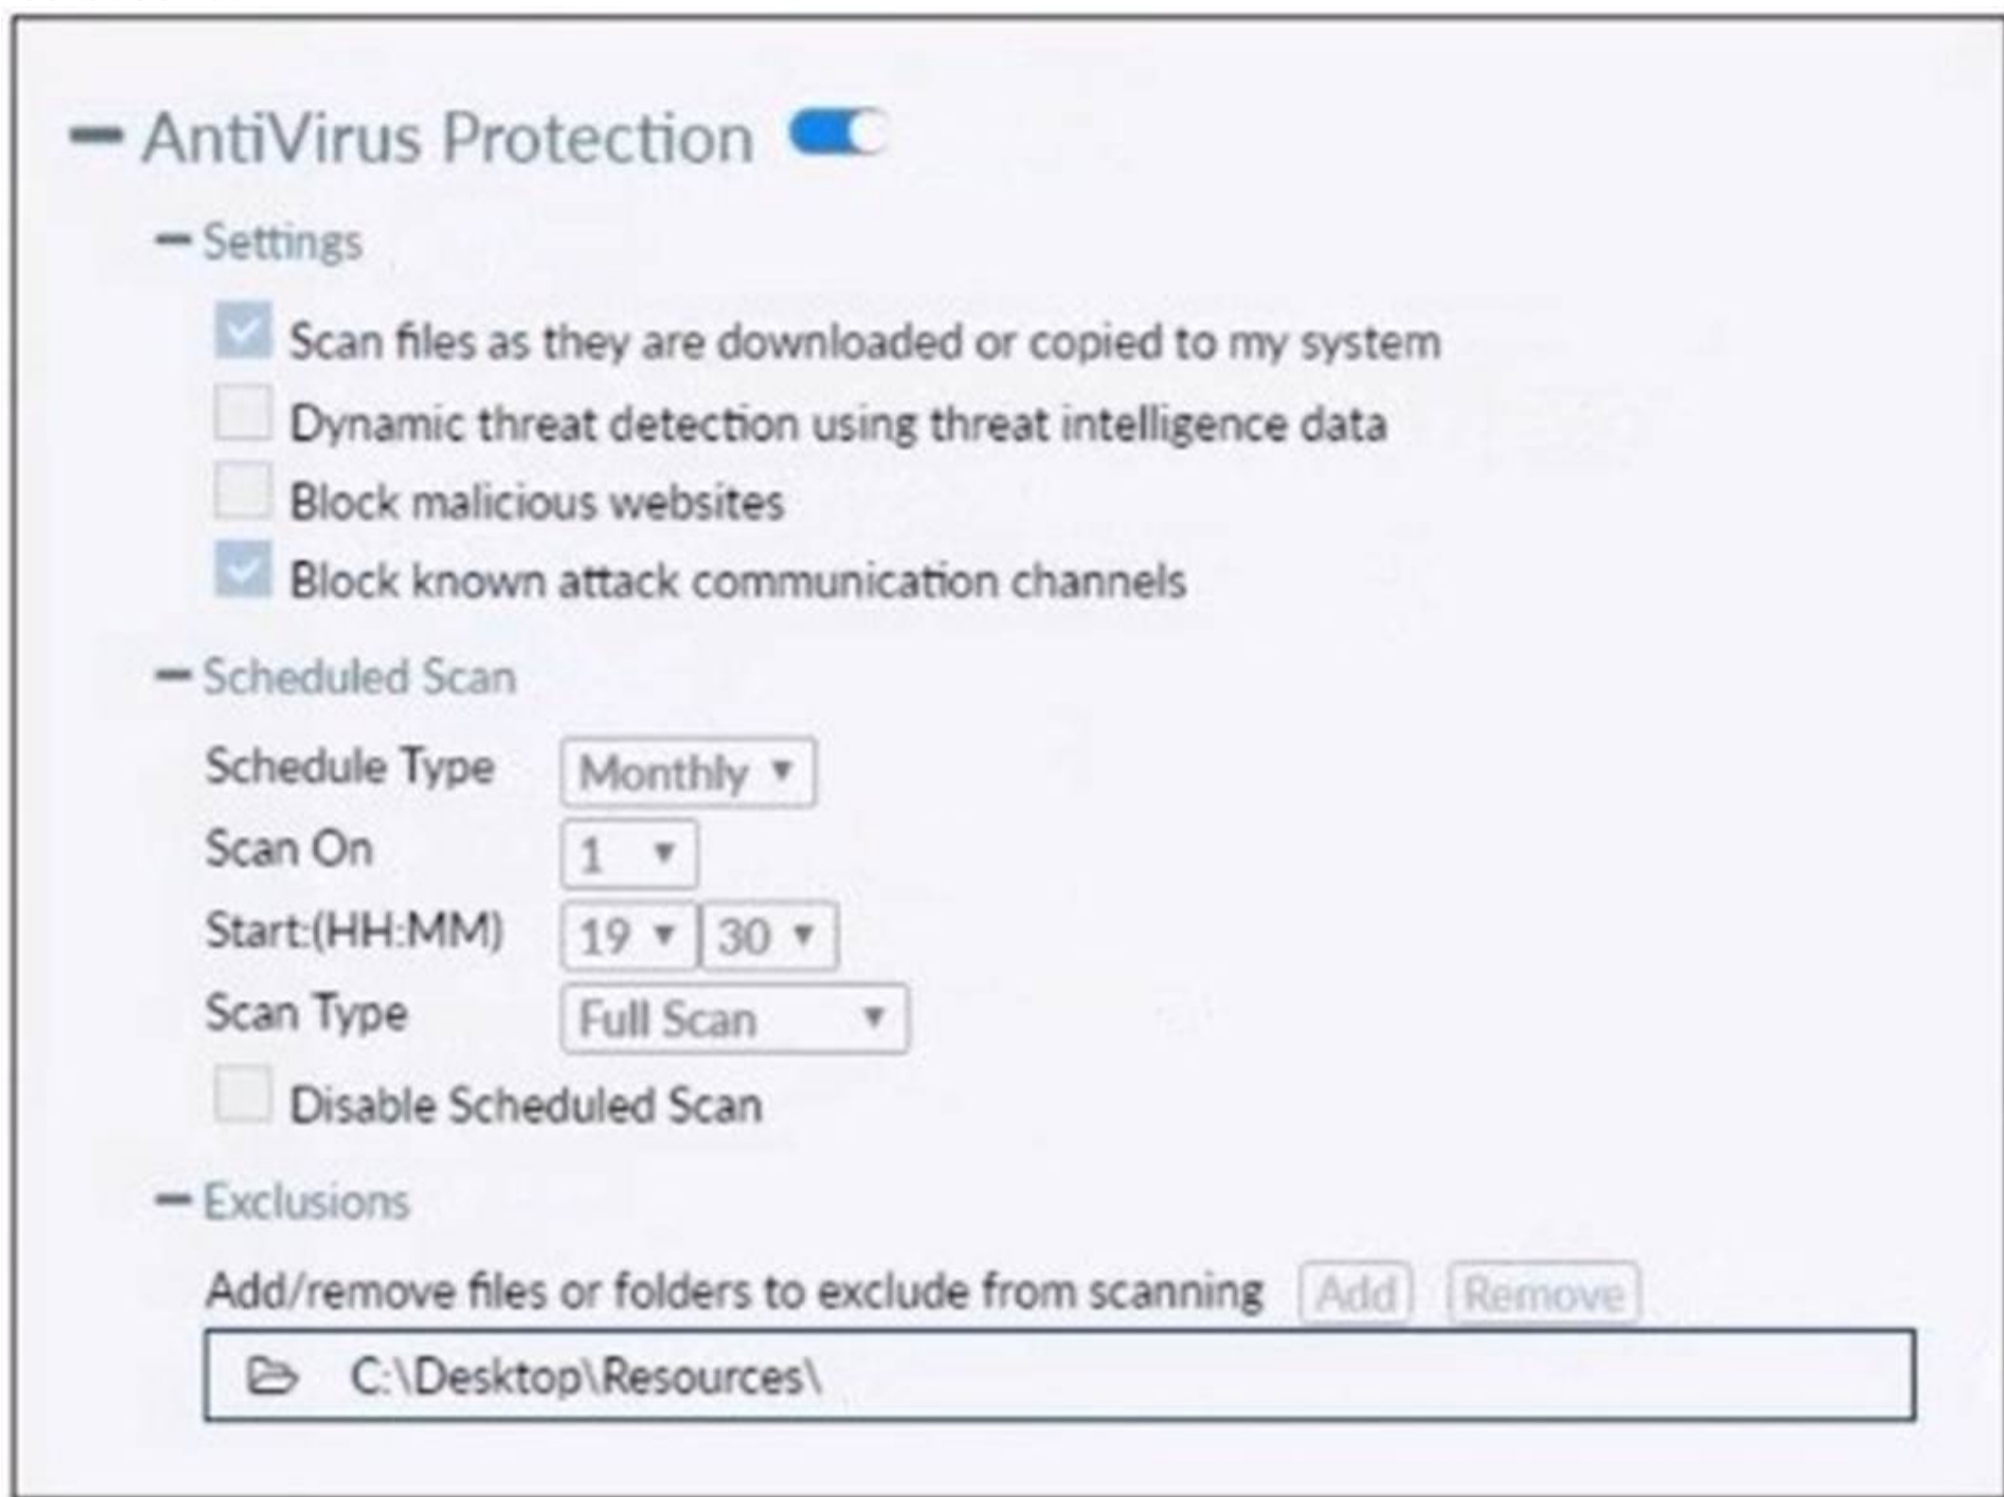 AntiVirus Protection
Settings
Scan files as they are downloaded or copied to my system
Dynamic threat detection using threat intelligence data
Block malicious websites
Block known attack communication channels
Scheduled Scan
Schedule Type Monthly
Scan On 1
Start:(HH:MM) 19 30
Scan Type Full Scan
Disable Scheduled Scan
Exclusions
Add/remove files or folders to exclude from scanning Add Remove
C:\Desktop\Resources\